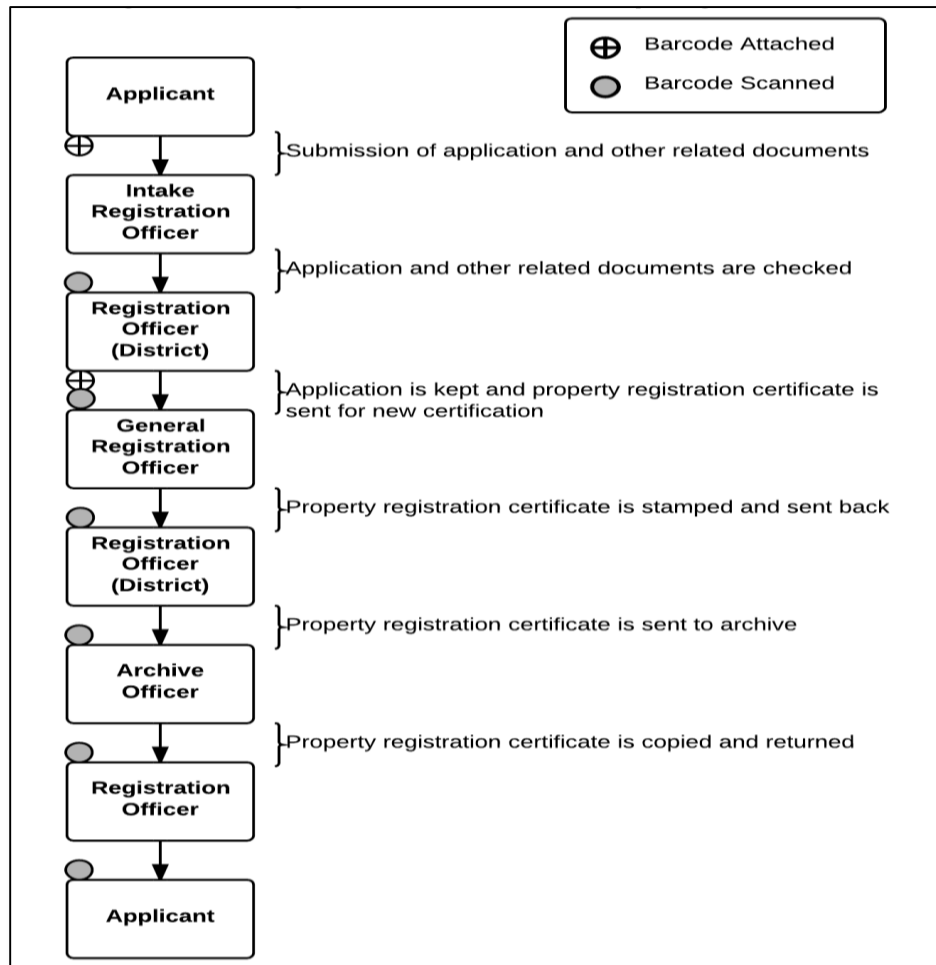 Barcode Attached
Barcode Scanned
Applicant
Submission of application and other related documents
Intake
Registration
Officer
Application and other related documents are checked
Registration
Officer
(District)
Application is kept and property registration certificate is
sent for new certification
General
Registration
Officer
Property registration certificate is stamped and sent back
Registration
Officer
(District)
Property registration certificate is sent to archive
Archive
Officer
Property registration certificate is copied and returned
Registration
Officer
Applicant